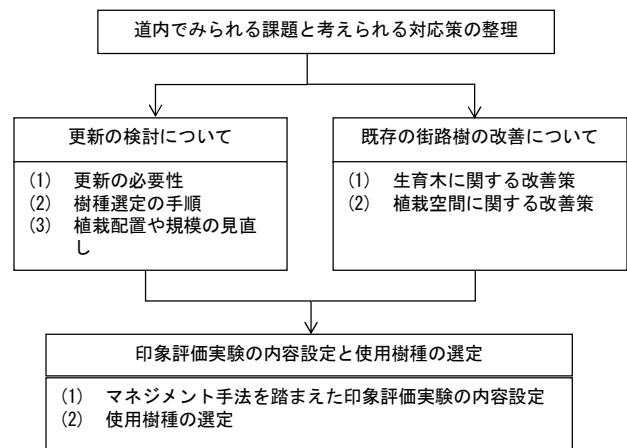 道内でみられる課題と考えられる対応策の整理
更新の検討について
(1) 更新の必要性
(2) 樹種選定の手順
(3) 植栽配置や規模の見直
し
既存の街路樹の改善について
(1) 生育木に関する改善策
(2) 植栽空間に関する改善策
印象評価実験の内容設定と使用樹種の選定
(1) マネジメント手法を踏まえた印象評価実験の内容設定
(2) 使用樹種の選定